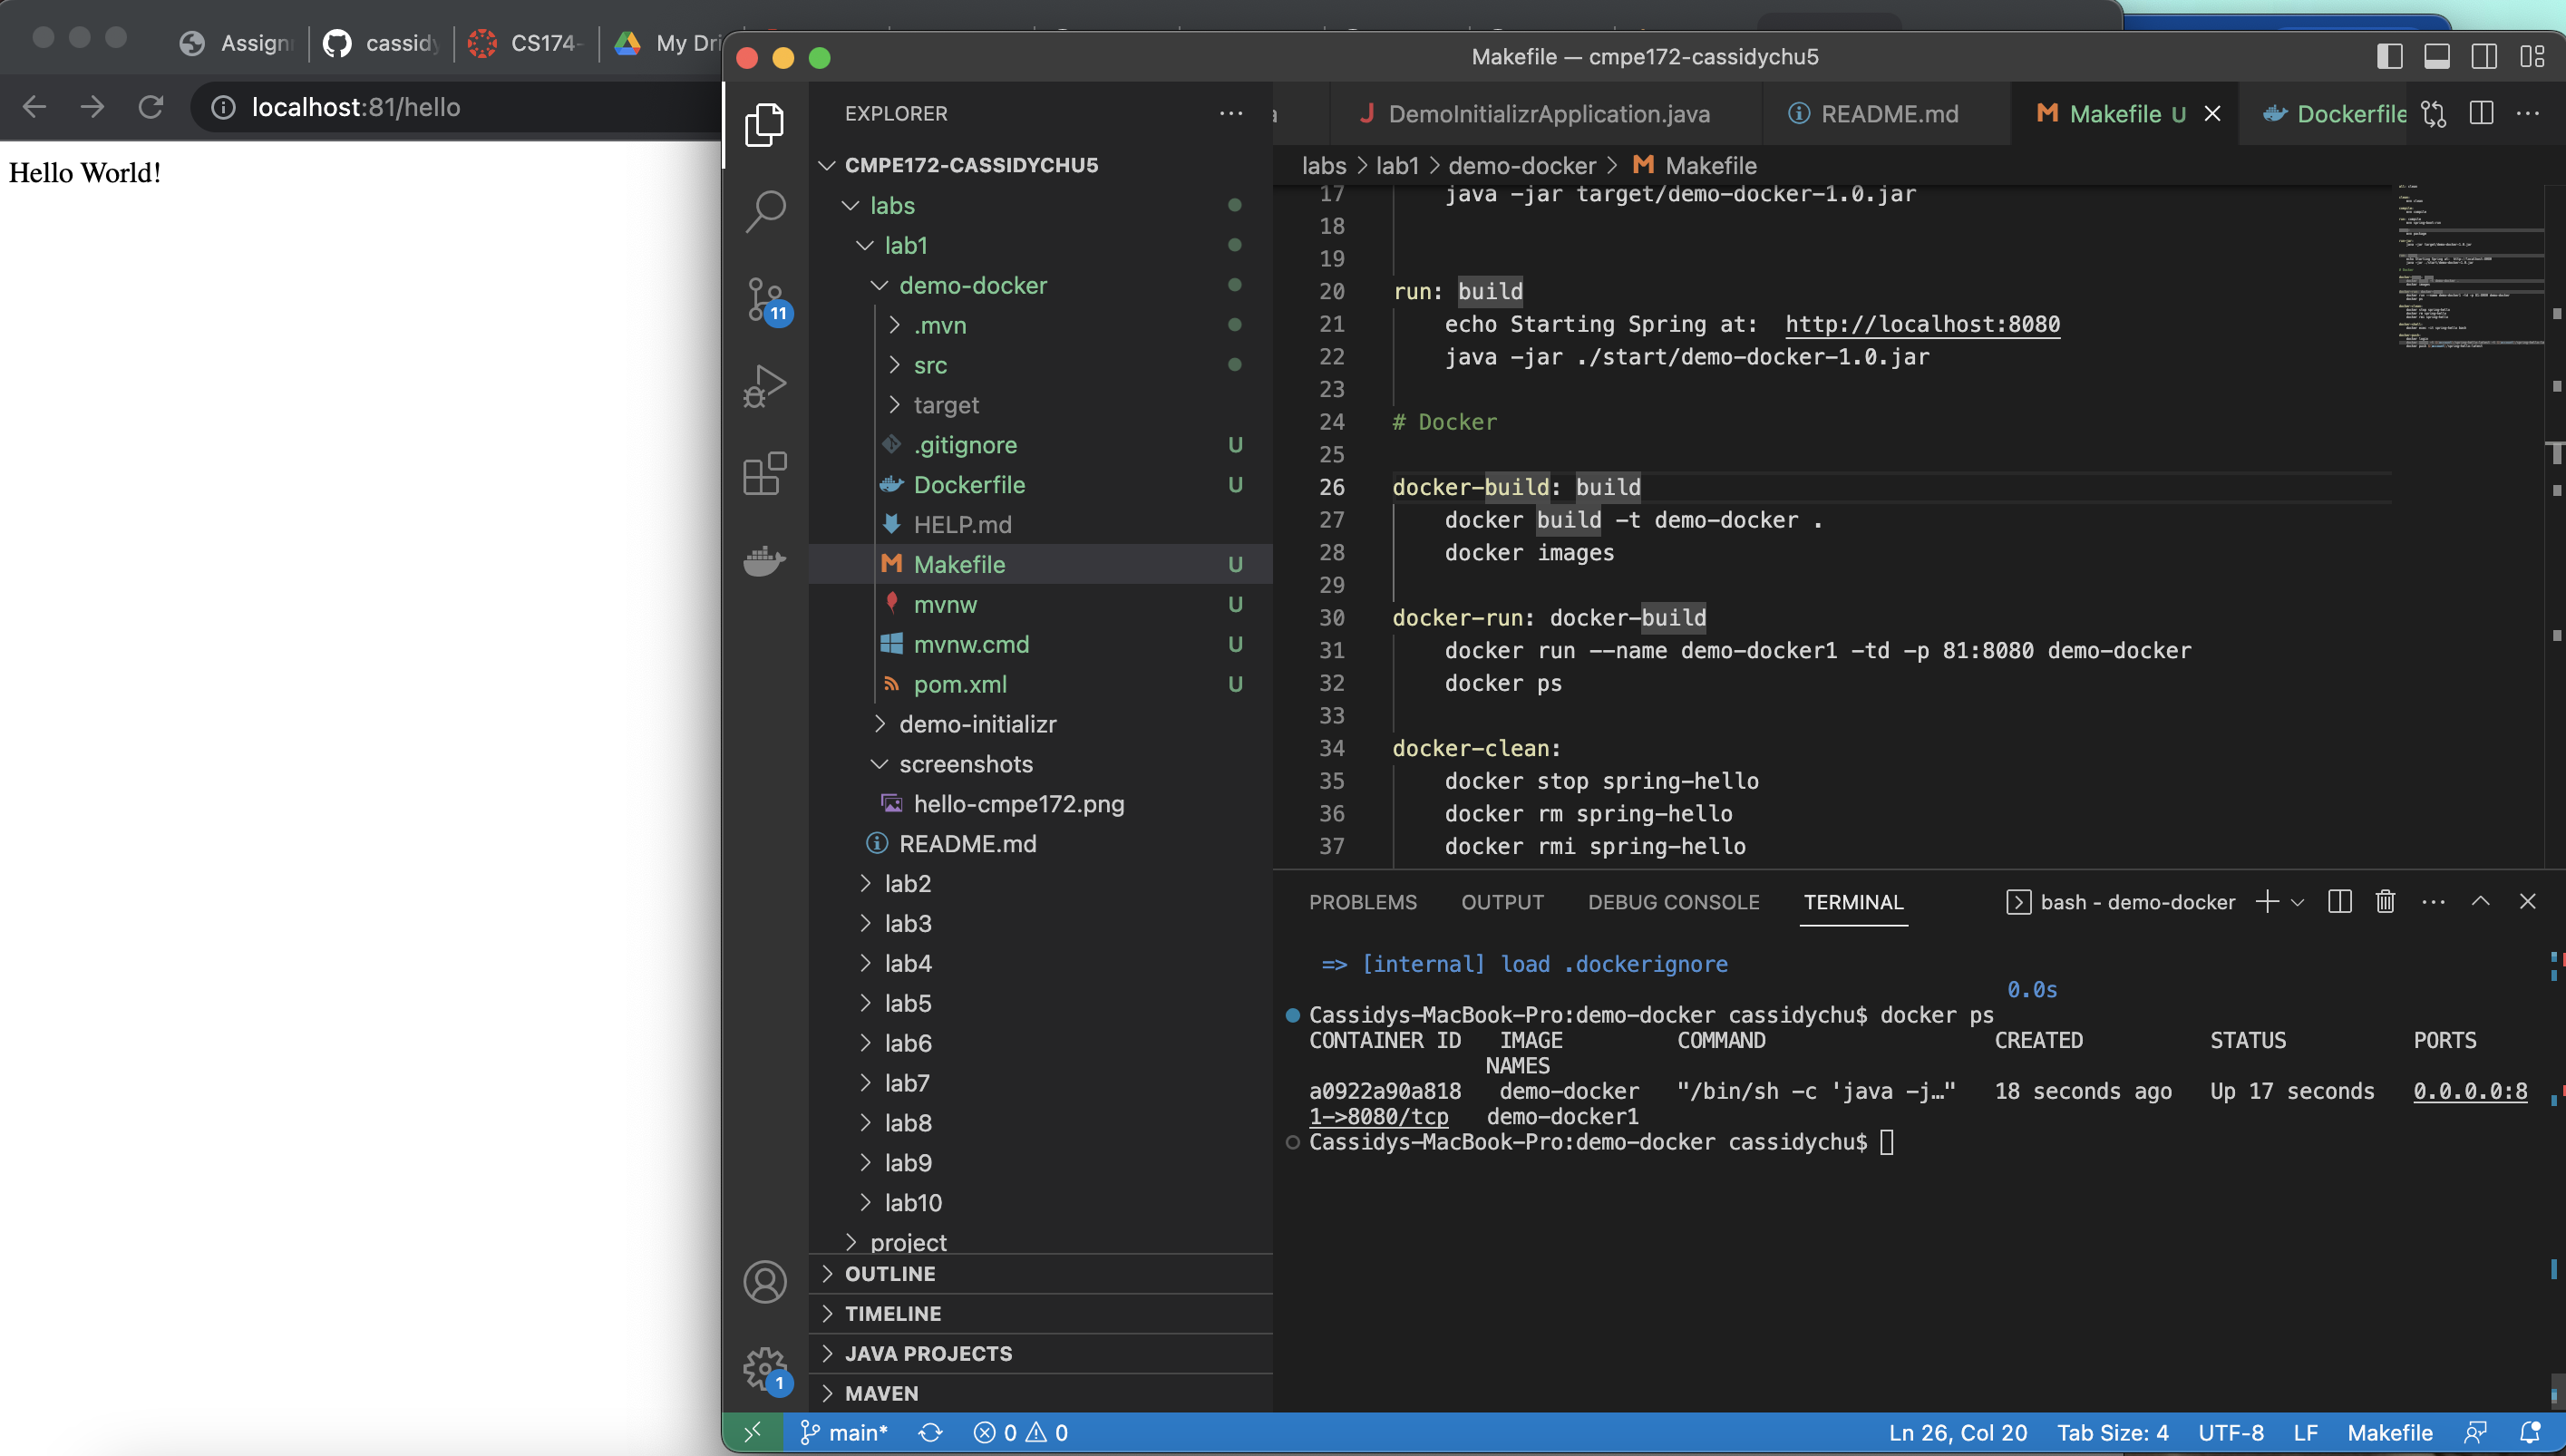 Assign
cassidy
CS174-
My Dri
localhost:81/hello
Hello World!
Makefile — cmpe172-cassidychu5
EXPLORER
CMPE172-CASSIDYCHU5
labs
lab1
demo-docker
.mvn
src
target
.gitignore U
Dockerfile U
HELP.md
Makefile U
mvnw U
mvnw.cmd U
pom.xml U
demo-initializr
screenshots
hello-cmpe172.png
README.md
lab2
lab3
lab4
lab5
lab6
lab7
lab8
lab9
lab10
project
OUTLINE
TIMELINE
JAVA PROJECTS
MAVEN
11
1
DemoInitializrApplication.java README.md Makefile U Dockerfile
labs > lab1 > demo-docker > Makefile
17 java -jar target/demo-docker-1.0.jar
18
19
20 run: build
21 echo Starting Spring at:  http://localhost:8080
22 java -jar ./start/demo-docker-1.0.jar
23
24 # Docker
25
26 docker-build: build
27 docker build -t demo-docker .
28 docker images
29
30 docker-run: docker-build
31 docker run --name demo-docker1 -td -p 81:8080 demo-docker
32 docker ps
33
34 docker-clean:
35 docker stop spring-hello
36 docker rm spring-hello
37 docker rmi spring-hello
PROBLEMS OUTPUT DEBUG CONSOLE TERMINAL bash - demo-docker
=> [internal] load .dockerignore
0.0s
Cassidys-MacBook-Pro:demo-docker cassidychu$ docker ps
CONTAINER ID IMAGE COMMAND CREATED STATUS PORTS
NAMES
a0922a90a818 demo-docker "/bin/sh -c 'java -j…" 18 seconds ago Up 17 seconds 0.0.0.0:8
1->8080/tcp demo-docker1
Cassidys-MacBook-Pro:demo-docker cassidychu$
main* 0 0 Ln 26, Col 20 Tab Size: 4 UTF-8 LF Makefile